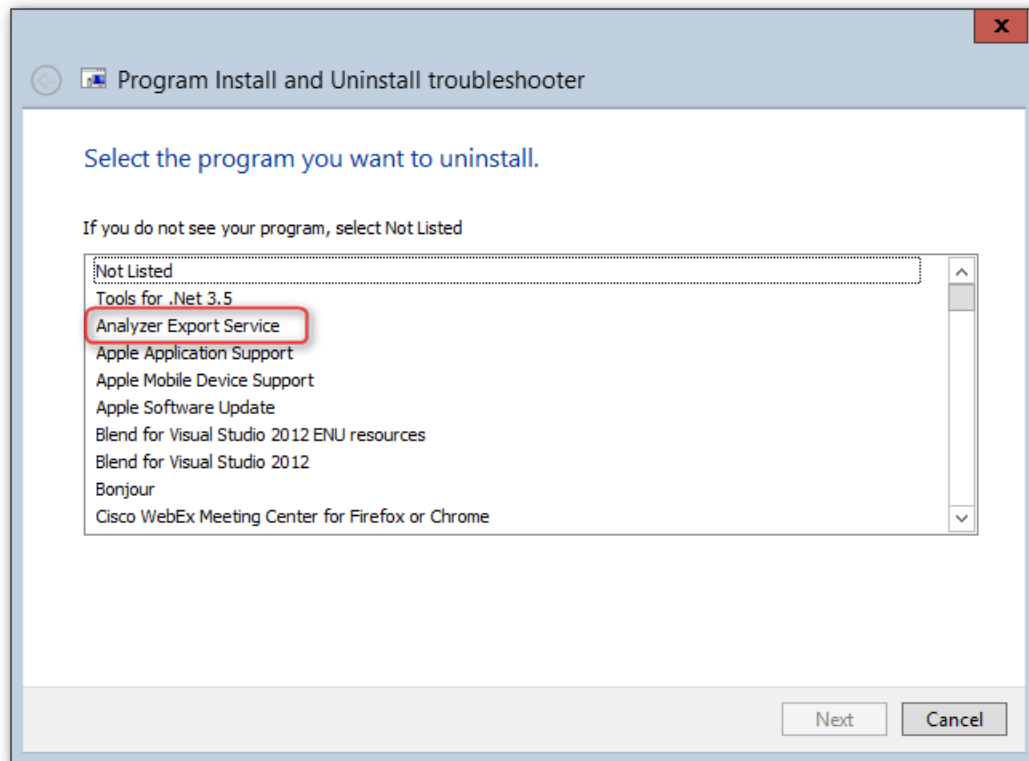 x
Program Install and Uninstall troubleshooter
Select the program you want to uninstall.
If you do not see your program, select Not Listed
Not Listed
Tools for .Net 3.5
Analyzer Export Service
Apple Application Support
Apple Mobile Device Support
Apple Software Update
Blend for Visual Studio 2012 ENU resources
Blend for Visual Studio 2012
Bonjour
Cisco WebEx Meeting Center for Firefox or Chrome
Next Cancel